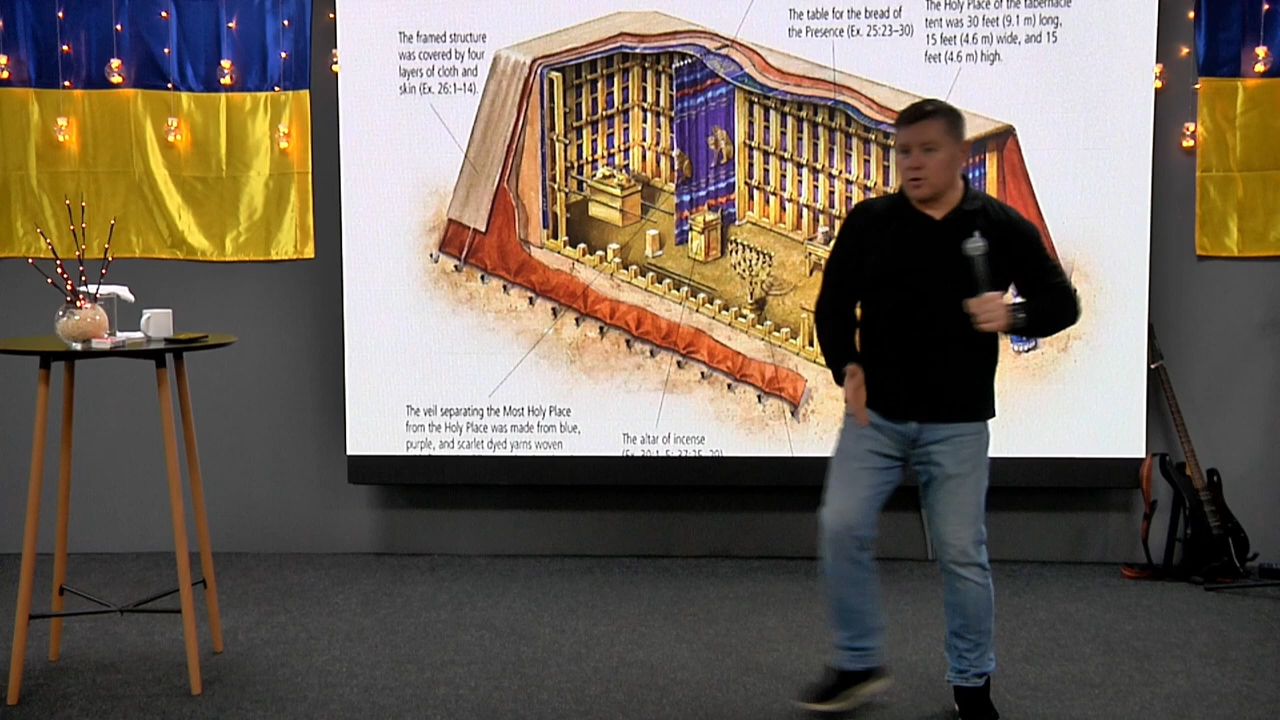 The framed structure
was covered by four
layers of cloth and
skin (Ex. 26:1–14).
The table for the bread of
the Presence (Ex. 25:23–30)
The Holy Place of the tabernacle
tent was 30 feet (9.1 m) long,
15 feet (4.6 m) wide, and 15
feet (4.6 m) high.
The veil separating the Most Holy Place
from the Holy Place was made from blue,
purple, and scarlet dyed yarns woven
The altar of incense